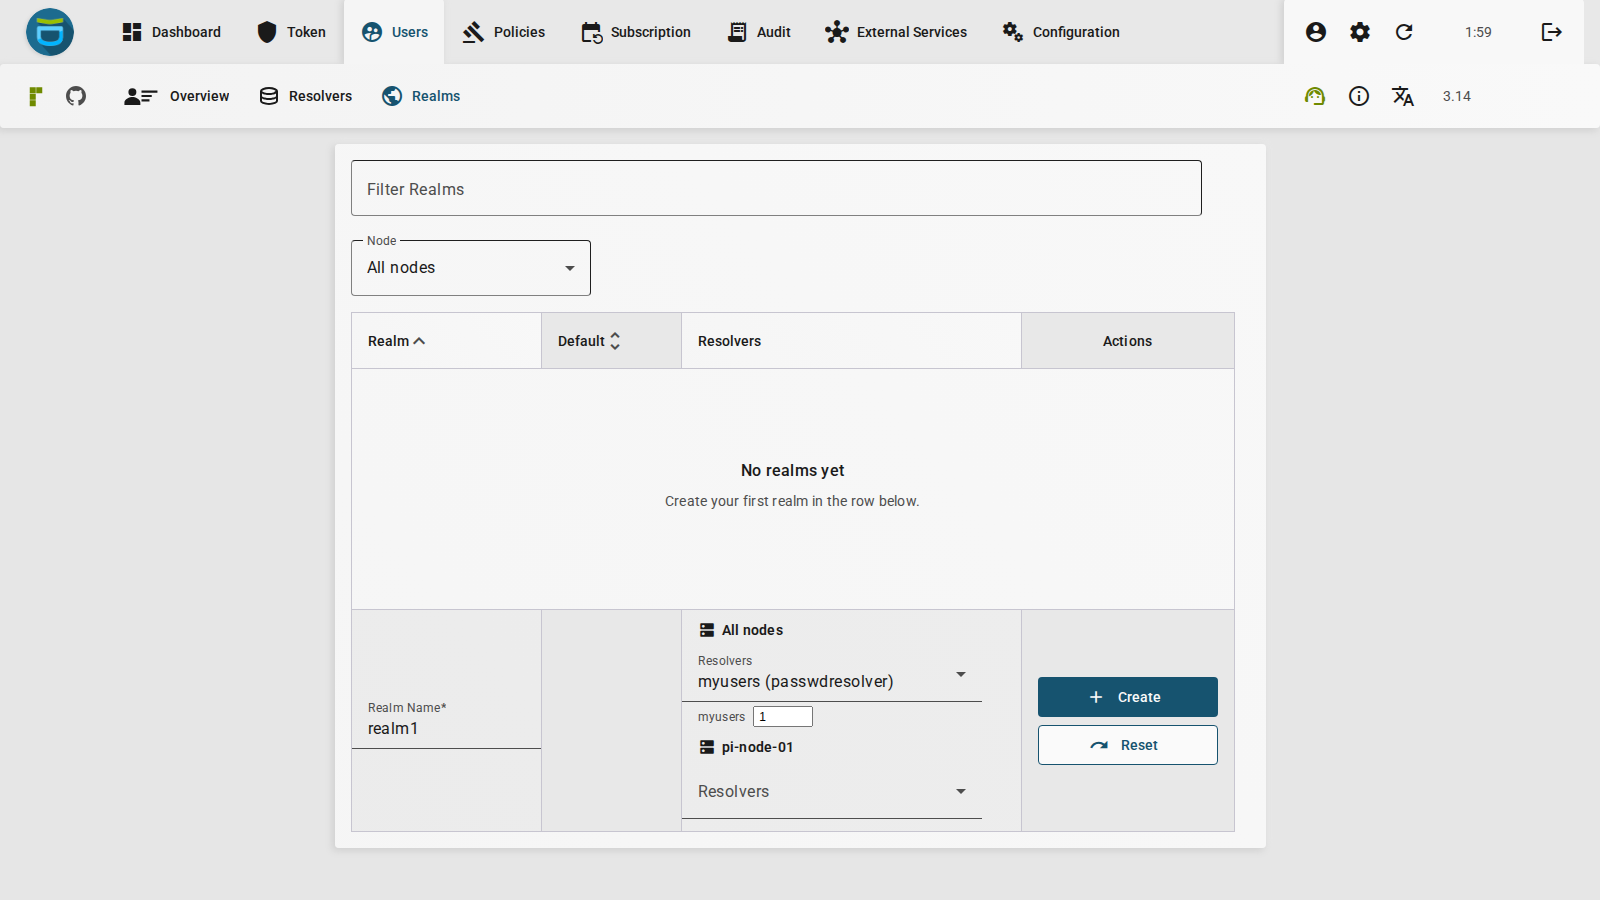 Dashboard
Token
Users
Policies
Subscription
Audit
External Services
Configuration
1:59
Overview
Resolvers
Realms
3.14
Filter Realms
Node
All nodes
Realm
Default
Resolvers
Actions
No realms yet
Create your first realm in the row below.
Realm Name*
realm1
All nodes
Resolvers
myusers (passwdresolver)
myusers 1
pi-node-01
Resolvers
Create
Reset